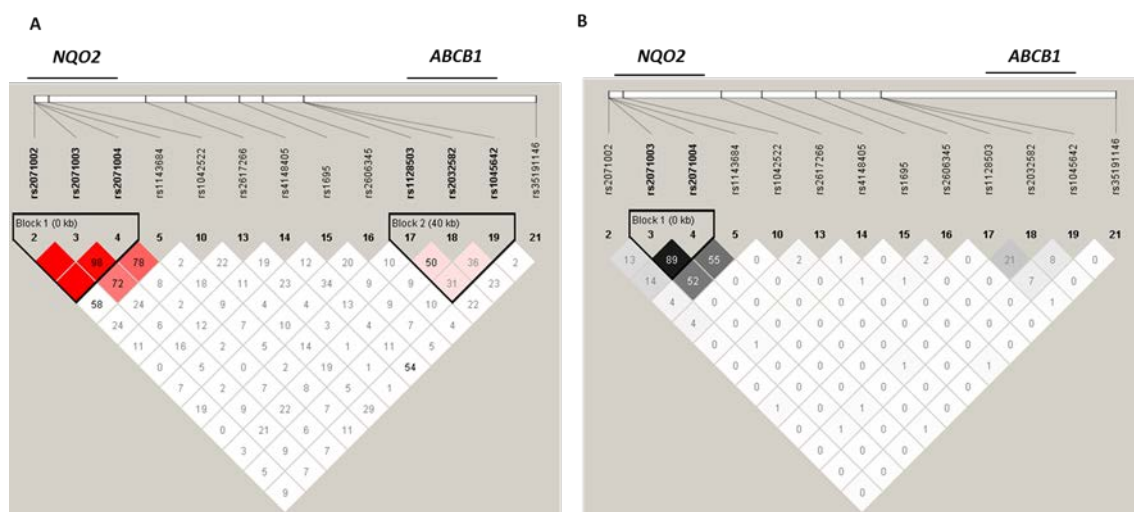 A
NQO2 ABCB1
rs2071002 rs2071003 rs2071004 rs1143684 rs1042522 rs2617266 rs4148405 rs1695 rs2606345 rs1128503 rs2032582 rs1045642 rs35191146
Block 1 (0 kb) Block 2 (40 kb)
2 3 4 5 10 13 14 15 16 17 18 19 21
98 78 2 22 19 12 20 10 50 36 2
72 8 18 11 23 34 9 9 31 23
58 24 2 9 4 4 13 9 10 22
24 6 12 7 10 3 4 7 4
11 16 2 5 14 1 11 5
0 5 0 2 19 1 54
7 2 7 8 5 1
19 9 22 7 29
0 21 6 9
3 9 7
5 7
9
B
NQO2 ABCB1
rs2071002 rs2071003 rs2071004 rs1143684 rs1042522 rs2617266 rs4148405 rs1695 rs2606345 rs1128503 rs2032582 rs1045642 rs35191146
Block 1 (0 kb)
2 3 4 5 10 13 14 15 16 17 18 19 21
13 89 55 0 2 1 0 0 0 21 8 0
14 52 0 0 0 1 1 0 0 7 0
4 0 0 0 0 0 0 0 0 1
4 0 0 0 0 0 0 0 0
1 0 0 0 0 0 0 0
0 0 0 0 1 0 1
0 0 0 0 0 0
1 0 1 0 0
0 1 1 0
0 0 0
0 0
0